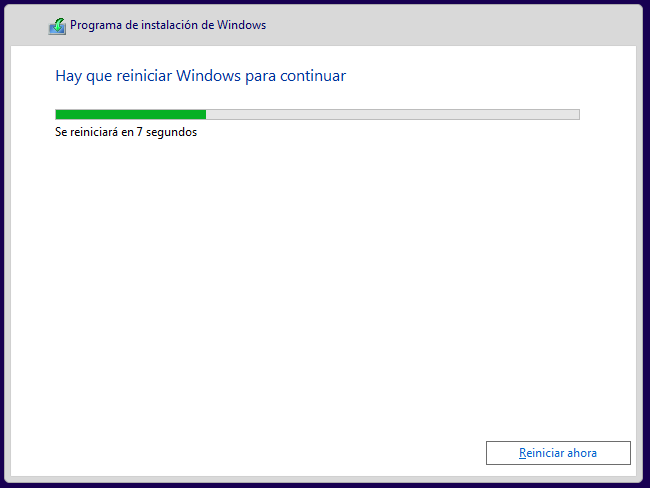 Programa de instalación de Windows
Hay que reiniciar Windows para continuar
Se reiniciará en 7 segundos
Reiniciar ahora